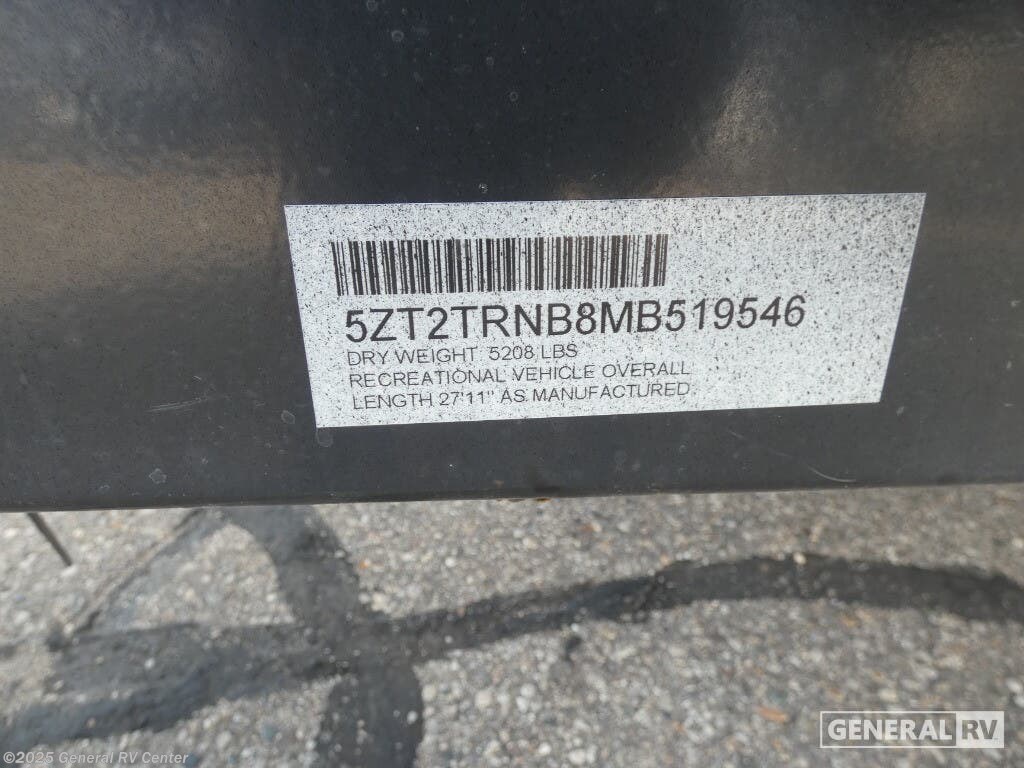 5ZT2TRNB8MB519546
DRY WEIGHT 5208 LBS
RECREATIONAL VEHICLE OVERALL
LENGTH 27'11" AS MANUFACTURED
GENERAL RV
©2025 General RV Center